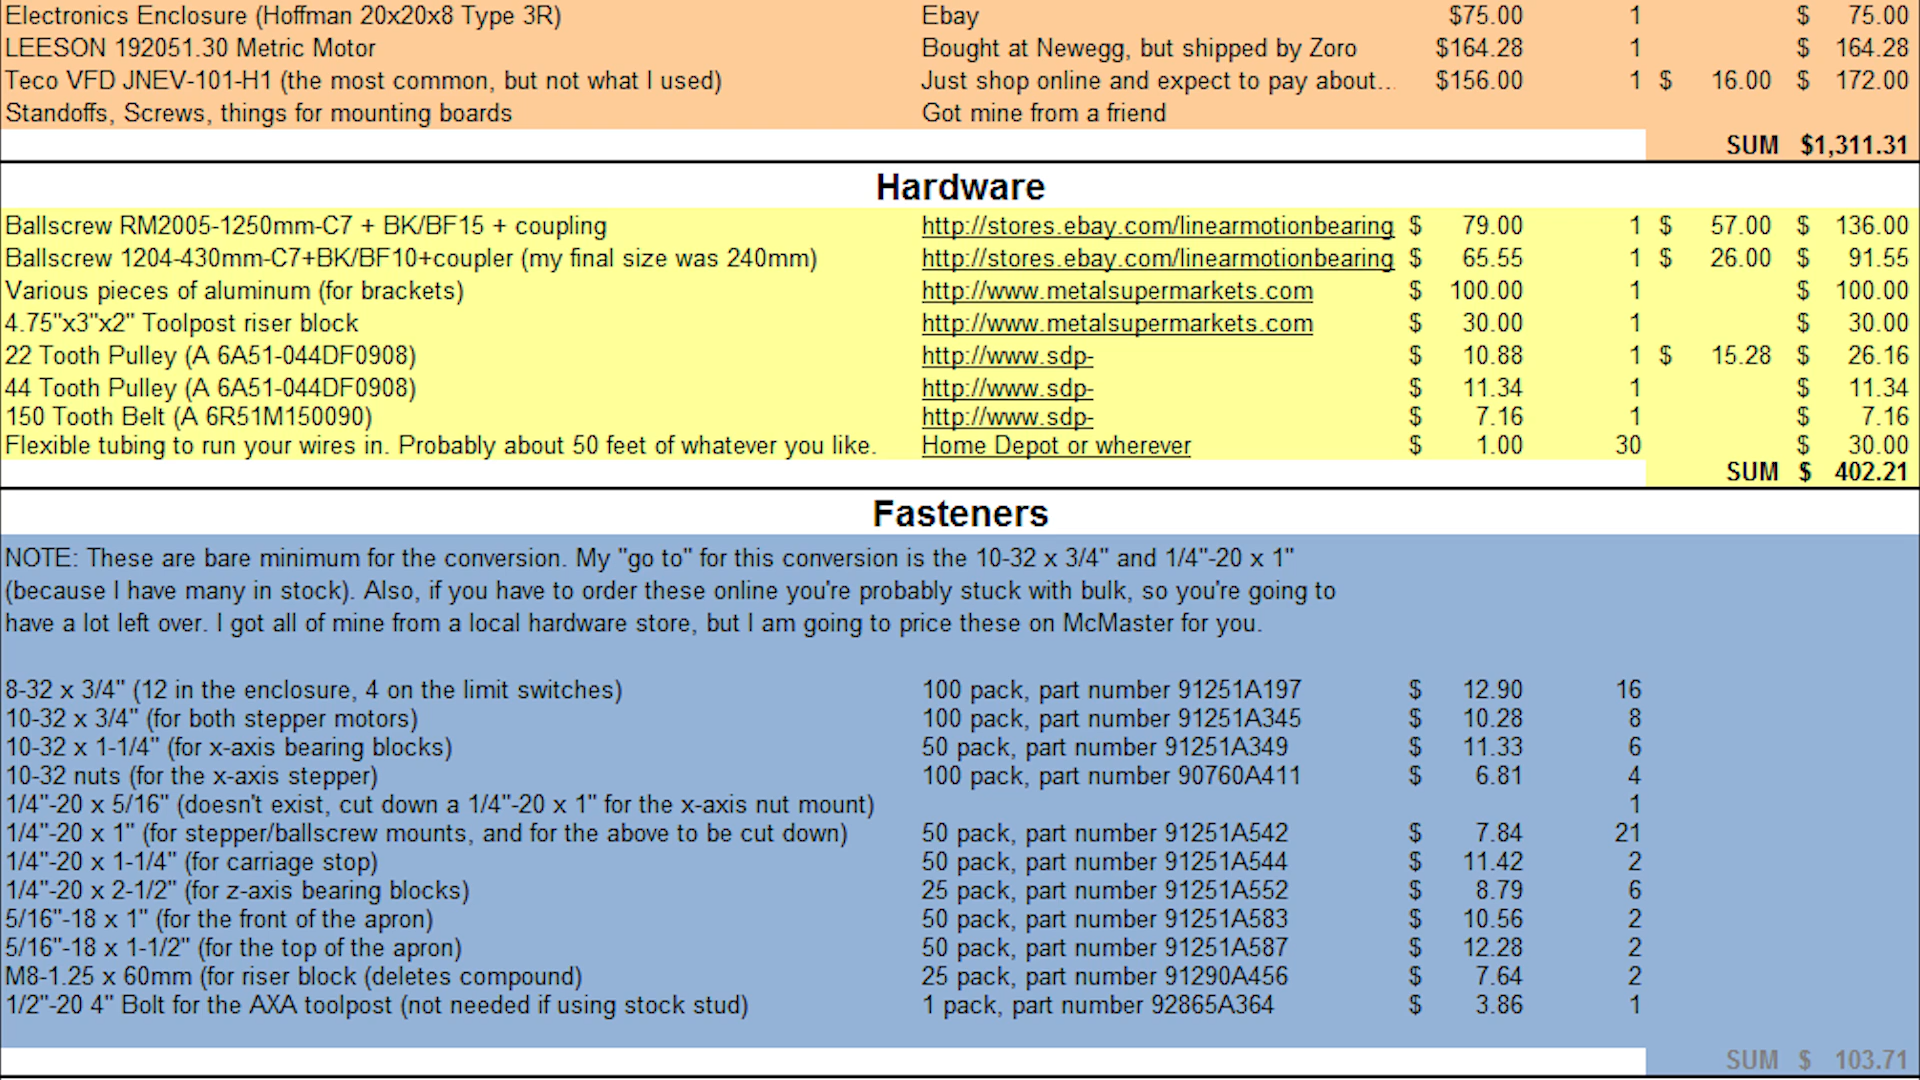 Electronics Enclosure (Hoffman 20x20x8 Type 3R) Ebay $75.00 1 $ 75.00
LEESON 192051.30 Metric Motor Bought at Newegg, but shipped by Zoro $164.28 1 $ 164.28
Teco VFD JNEV-101-H1 (the most common, but not what I used) Just shop online and expect to pay about... $156.00 1 $ 16.00 $ 172.00
Standoffs, Screws, things for mounting boards Got mine from a friend
SUM $1,311.31
Hardware
Ballscrew RM2005-1250mm-C7 + BK/BF15 + coupling http://stores.ebay.com/linearmotionbearing $ 79.00 1 $ 57.00 $ 136.00
Ballscrew 1204-430mm-C7+BK/BF10+coupler (my final size was 240mm) http://stores.ebay.com/linearmotionbearing $ 65.55 1 $ 26.00 $ 91.55
Various pieces of aluminum (for brackets) http://www.metalsupermarkets.com $ 100.00 1 $ 100.00
4.75"x3"x2" Toolpost riser block http://www.metalsupermarkets.com $ 30.00 1 $ 30.00
22 Tooth Pulley (A 6A51-044DF0908) http://www.sdp- $ 10.88 1 $ 15.28 $ 26.16
44 Tooth Pulley (A 6A51-044DF0908) http://www.sdp- $ 11.34 1 $ 11.34
150 Tooth Belt (A 6R51M150090) http://www.sdp- $ 7.16 1 $ 7.16
Flexible tubing to run your wires in. Probably about 50 feet of whatever you like. Home Depot or wherever $ 1.00 30 $ 30.00
SUM $ 402.21
Fasteners
NOTE: These are bare minimum for the conversion. My "go to" for this conversion is the 10-32 x 3/4" and 1/4"-20 x 1"
(because I have many in stock). Also, if you have to order these online you're probably stuck with bulk, so you're going to
have a lot left over. I got all of mine from a local hardware store, but I am going to price these on McMaster for you.
8-32 x 3/4" (12 in the enclosure, 4 on the limit switches) 100 pack, part number 91251A197 $ 12.90 16
10-32 x 3/4" (for both stepper motors) 100 pack, part number 91251A345 $ 10.28 8
10-32 x 1-1/4" (for x-axis bearing blocks) 50 pack, part number 91251A349 $ 11.33 6
10-32 nuts (for the x-axis stepper) 100 pack, part number 90760A411 $ 6.81 4
1/4"-20 x 5/16" (doesn't exist, cut down a 1/4"-20 x 1" for the x-axis nut mount) 1
1/4"-20 x 1" (for stepper/ballscrew mounts, and for the above to be cut down) 50 pack, part number 91251A542 $ 7.84 21
1/4"-20 x 1-1/4" (for carriage stop) 50 pack, part number 91251A544 $ 11.42 2
1/4"-20 x 2-1/2" (for z-axis bearing blocks) 25 pack, part number 91251A552 $ 8.79 6
5/16"-18 x 1" (for the front of the apron) 50 pack, part number 91251A583 $ 10.56 2
5/16"-18 x 1-1/2" (for the top of the apron) 50 pack, part number 91251A587 $ 12.28 2
M8-1.25 x 60mm (for riser block (deletes compound) 25 pack, part number 91290A456 $ 7.64 2
1/2"-20 4" Bolt for the AXA toolpost (not needed if using stock stud) 1 pack, part number 92865A364 $ 3.86 1
SUM $ 103.71